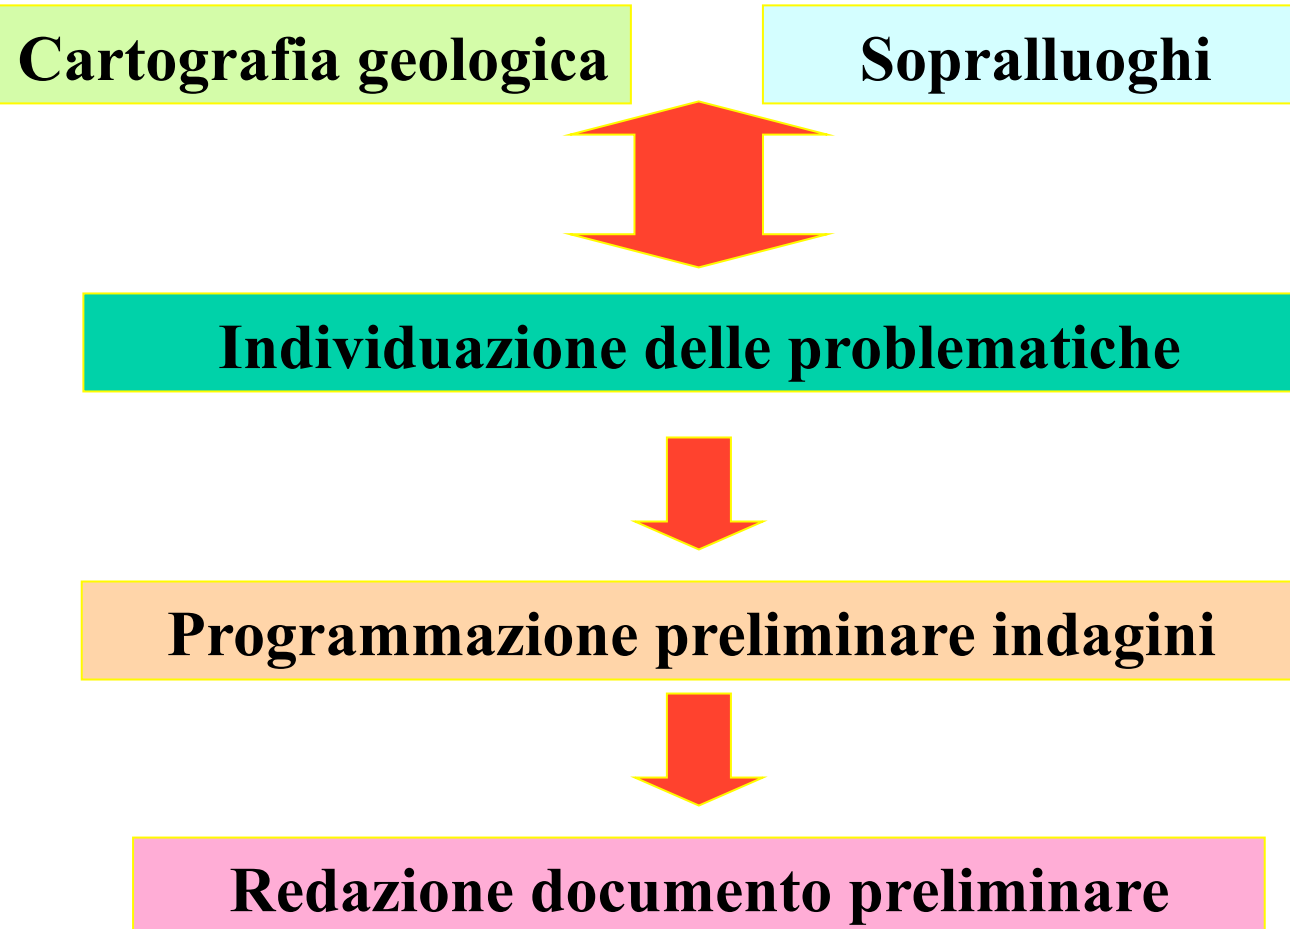 Cartografia geologica
Sopralluoghi
Individuazione delle problematiche
Programmazione preliminare indagini
Redazione documento preliminare